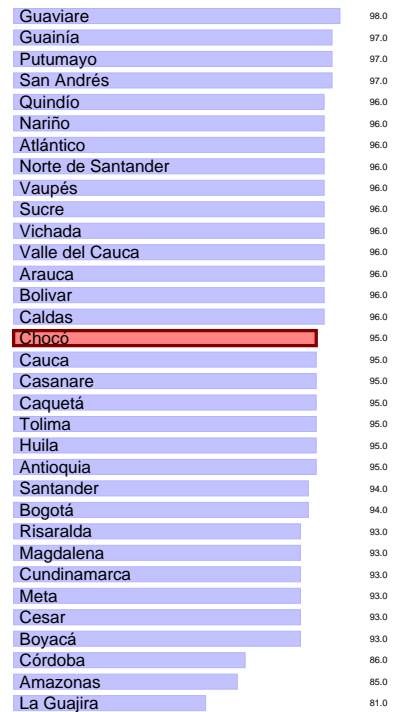 Guaviare 98.0
Guainía 97.0
Putumayo 97.0
San Andrés 97.0
Quindío 96.0
Nariño 96.0
Atlántico 96.0
Norte de Santander 96.0
Vaupés 96.0
Sucre 96.0
Vichada 96.0
Valle del Cauca 96.0
Arauca 96.0
Bolivar 96.0
Caldas 96.0
Chocó 95.0
Cauca 95.0
Casanare 95.0
Caquetá 95.0
Tolima 95.0
Huila 95.0
Antioquia 95.0
Santander 94.0
Bogotá 94.0
Risaralda 93.0
Magdalena 93.0
Cundinamarca 93.0
Meta 93.0
Cesar 93.0
Boyacá 93.0
Córdoba 86.0
Amazonas 85.0
La Guajira 81.0